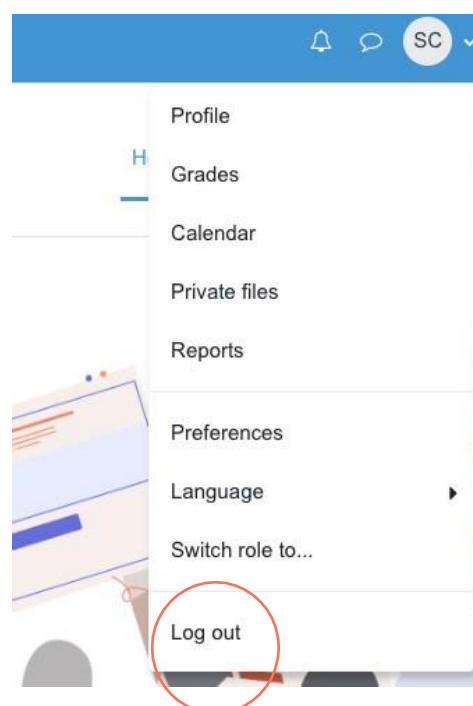 SC
Profile
H
Grades
Calendar
Private files
Reports
Preferences
Language
Switch role to...
Log out